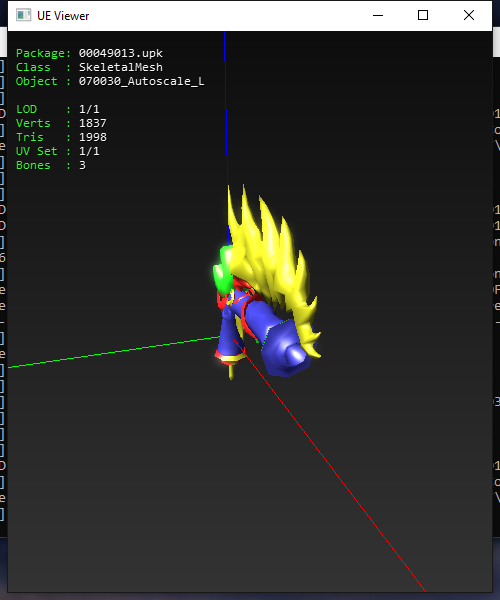 UE Viewer
Package: 00049013.upk
Class : SkeletalMesh
Object : 070030_Autoscale_L
LOD : 1/1
Verts : 1837
Tris : 1998
UV Set : 1/1
Bones : 3